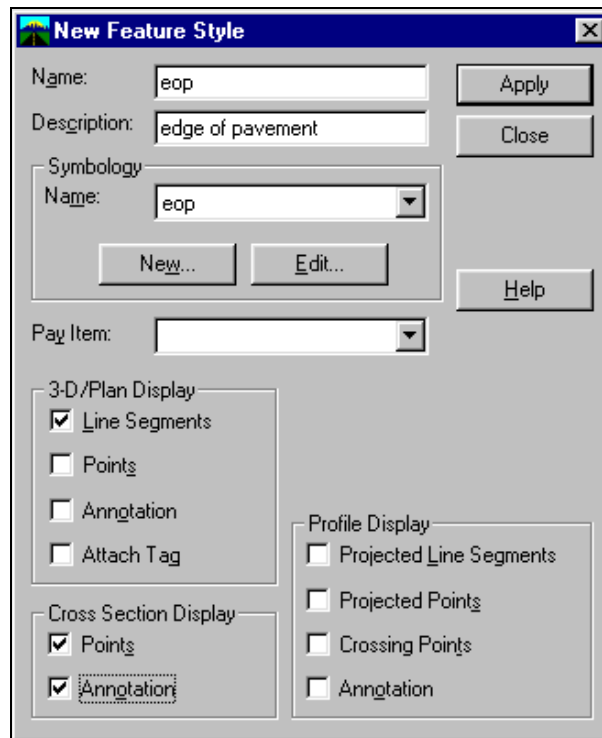 New Feature Style
Name: eop
Apply
Description: edge of pavement
Close
Symbology
Name: eop
New... Edit...
Help
Pay Item:
3-D/Plan Display
Line Segments
Points
Annotation
Attach Tag
Cross Section Display
Points
Annotation
Profile Display
Projected Line Segments
Projected Points
Crossing Points
Annotation